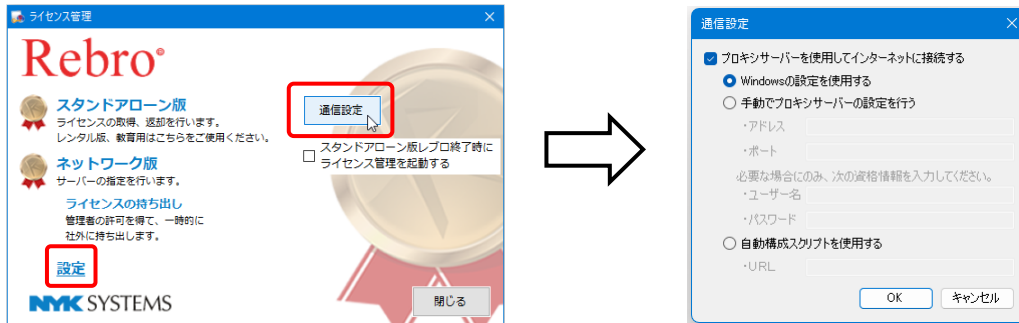 ライセンス管理
Rebro
スタンドアローン版
ライセンスの取得、返却を行います。
レンタル版、教育用はこちらをご使用ください。
ネットワーク版
サーバーの指定を行います。
ライセンスの持ち出し
管理者の許可を得て、一時的に
社外に持ち出します。
設定
NYK SYSTEMS
通信設定
スタンドアローン版レブロ終了時に
ライセンス管理を起動する
閉じる
通信設定
プロキシサーバーを使用してインターネットに接続する
Windowsの設定を使用する
手動でプロキシサーバーの設定を行う
・アドレス
・ポート
必要な場合にのみ、次の資格情報を入力してください。
・ユーザー名
・パスワード
自動構成スクリプトを使用する
・URL
OK
キャンセル